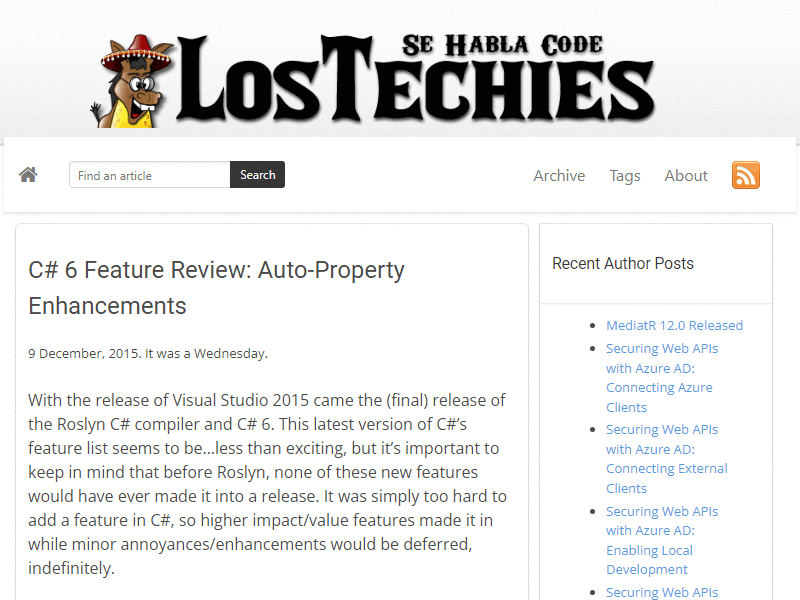 Se Habla Code
LosTechies
Find an article
Search
Archive
Tags
About
C# 6 Feature Review: Auto-Property
Enhancements
9 December, 2015. It was a Wednesday.
With the release of Visual Studio 2015 came the (final) release of
the Roslyn C# compiler and C# 6. This latest version of C#’s
feature list seems to be…less than exciting, but it’s important to
keep in mind that before Roslyn, none of these new features
would have ever made it into a release. It was simply too hard to
add a feature in C#, so higher impact/value features made it in
while minor annoyances/enhancements would be deferred,
indefinitely.
Recent Author Posts
MediatR 12.0 Released
Securing Web APIs
with Azure AD:
Connecting Azure
Clients
Securing Web APIs
with Azure AD:
Connecting External
Clients
Securing Web APIs
with Azure AD:
Enabling Local
Development
Securing Web APIs